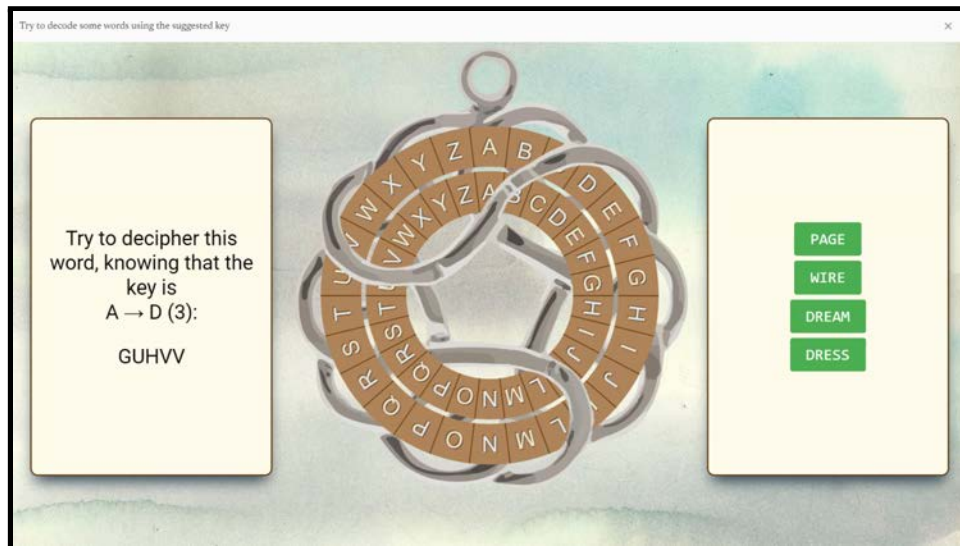 Try to decode some words using the suggested key
×
Try to decipher this
word, knowing that the
key is
A → D (3):
GUHVV
A B D E F G H I J L M N O P Q R S T U V W X Y Z
A B C D E F G H I J L M N O P Q R S T U V W X Y Z
PAGE
WIRE
DREAM
DRESS